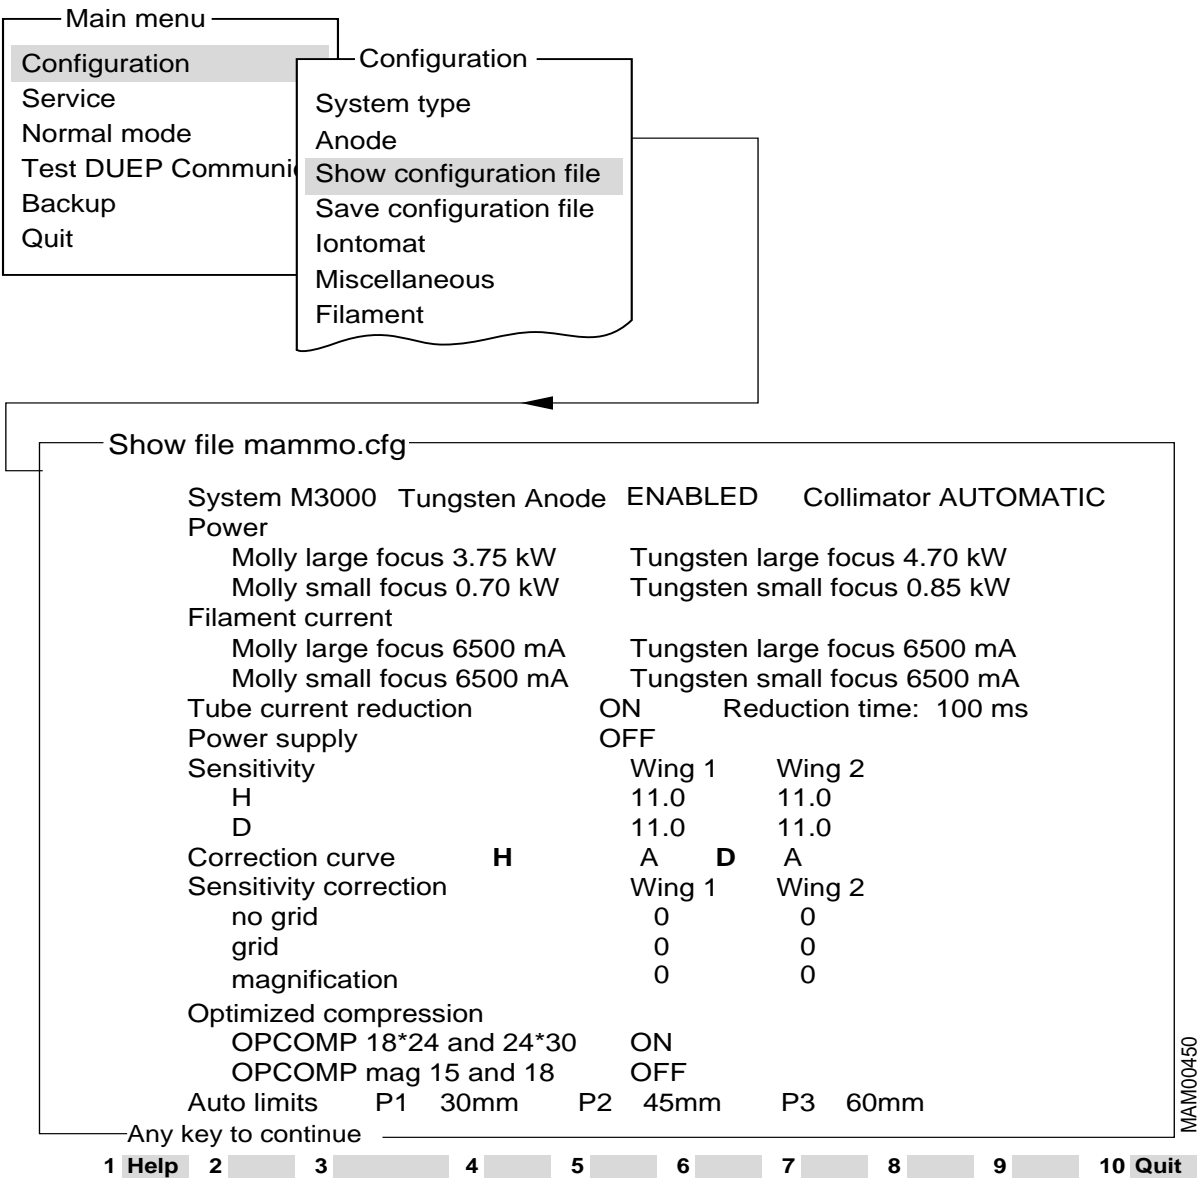 Main menu
Configuration
Service
Normal mode
Test DUEP Communi
Backup
Quit
Configuration
System type
Anode
Show configuration file
Save configuration file
Iontomat
Miscellaneous
Filament
Show file mammo.cfg
System M3000 Tungsten Anode ENABLED Collimator AUTOMATIC
Power
Molly large focus 3.75 kW Tungsten large focus 4.70 kW
Molly small focus 0.70 kW Tungsten small focus 0.85 kW
Filament current
Molly large focus 6500 mA Tungsten large focus 6500 mA
Molly small focus 6500 mA Tungsten small focus 6500 mA
Tube current reduction ON Reduction time: 100 ms
Power supply OFF
Sensitivity Wing 1 Wing 2
H 11.0 11.0
D 11.0 11.0
Correction curve H A D A
Sensitivity correction Wing 1 Wing 2
no grid 0 0
grid 0 0
magnification 0 0
Optimized compression
OPCOMP 18*24 and 24*30 ON
OPCOMP mag 15 and 18 OFF
Auto limits P1 30mm P2 45mm P3 60mm
Any key to continue
1 Help 2 3 4 5 6 7 8 9 10 Quit
MAM00450